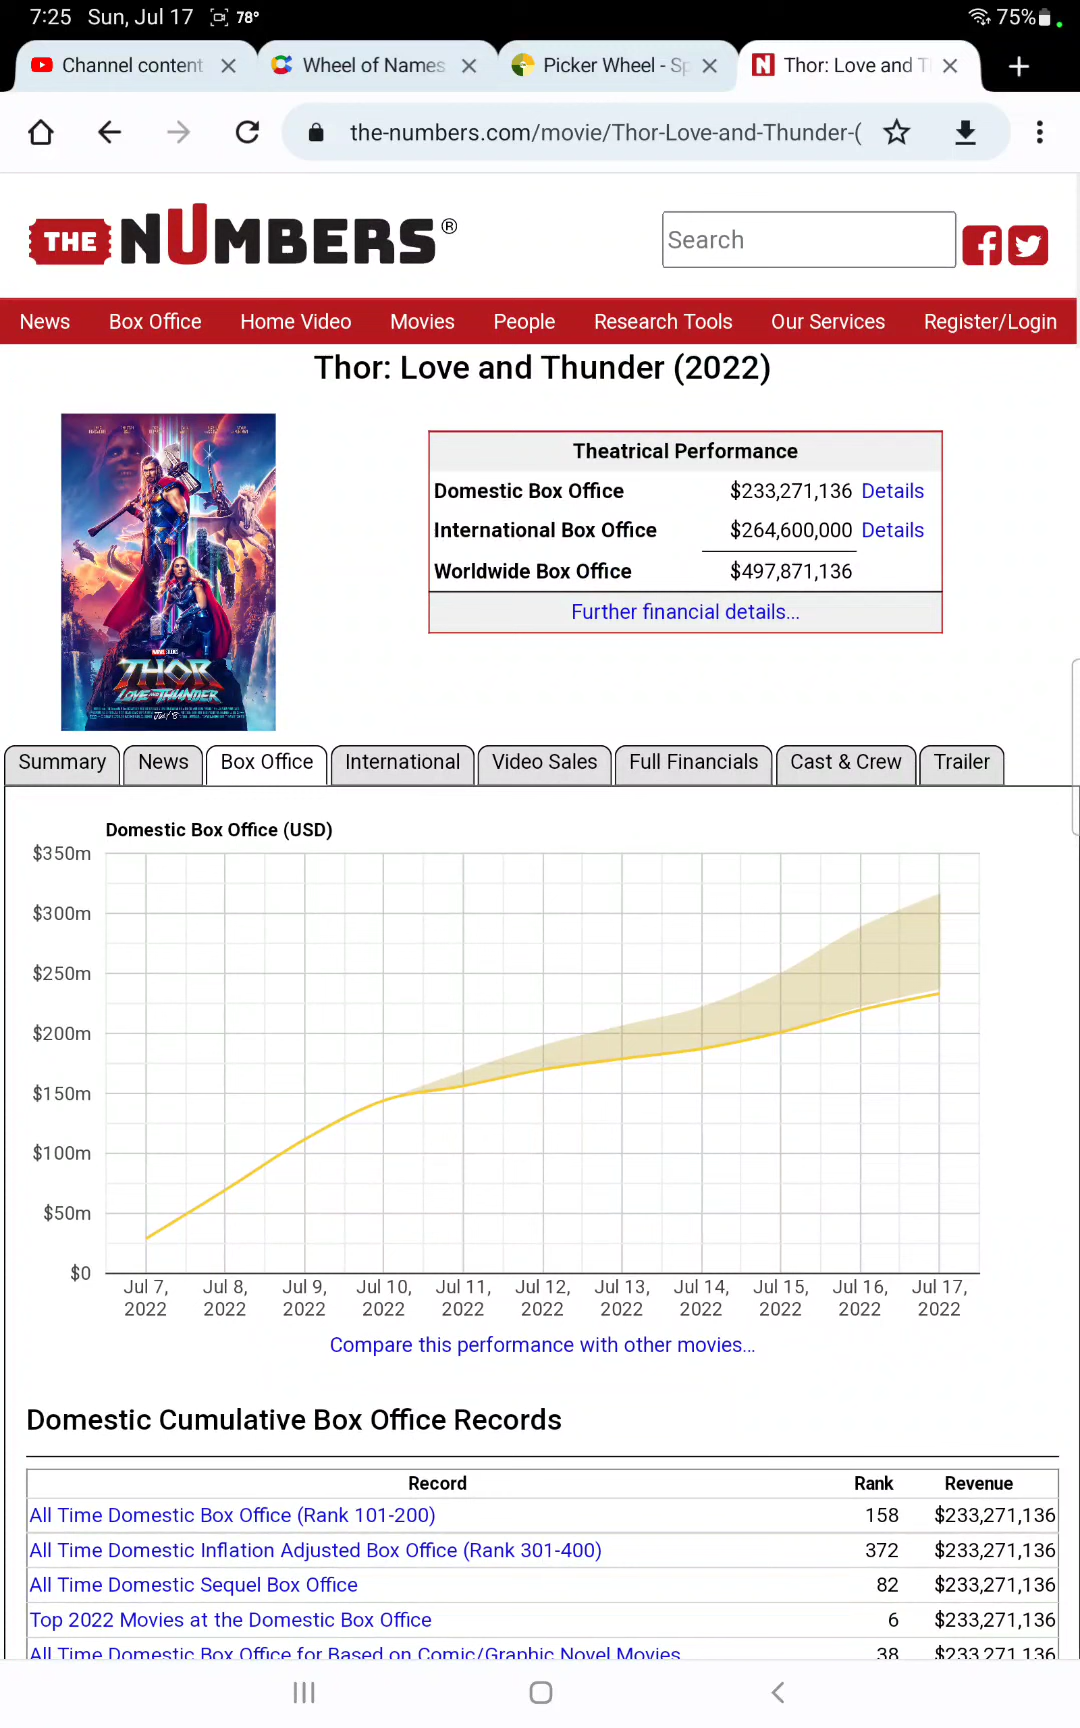 7:25 Sun, Jul 17 78° 75%
Channel content Wheel of Names Picker Wheel - Sp Thor: Love and T
the-numbers.com/movie/Thor-Love-and-Thunder-(
THE NUMBERS® Search
News Box Office Home Video Movies People Research Tools Our Services Register/Login
Thor: Love and Thunder (2022)
Theatrical Performance
Domestic Box Office $233,271,136 Details
International Box Office $264,600,000 Details
Worldwide Box Office $497,871,136
Further financial details...
MARVEL STUDIOS
THOR
LOVE AND THUNDER
July 8
Summary News Box Office International Video Sales Full Financials Cast & Crew Trailer
Domestic Box Office (USD)
$350m
$300m
$250m
$200m
$150m
$100m
$50m
$0
Jul 7, Jul 8, Jul 9, Jul 10, Jul 11, Jul 12, Jul 13, Jul 14, Jul 15, Jul 16, Jul 17,
2022 2022 2022 2022 2022 2022 2022 2022 2022 2022 2022
Compare this performance with other movies...
Domestic Cumulative Box Office Records
Record Rank Revenue
All Time Domestic Box Office (Rank 101-200) 158 $233,271,136
All Time Domestic Inflation Adjusted Box Office (Rank 301-400) 372 $233,271,136
All Time Domestic Sequel Box Office 82 $233,271,136
Top 2022 Movies at the Domestic Box Office 6 $233,271,136
All Time Domestic Box Office for Based on Comic/Graphic Novel Movies 38 $233,271,136